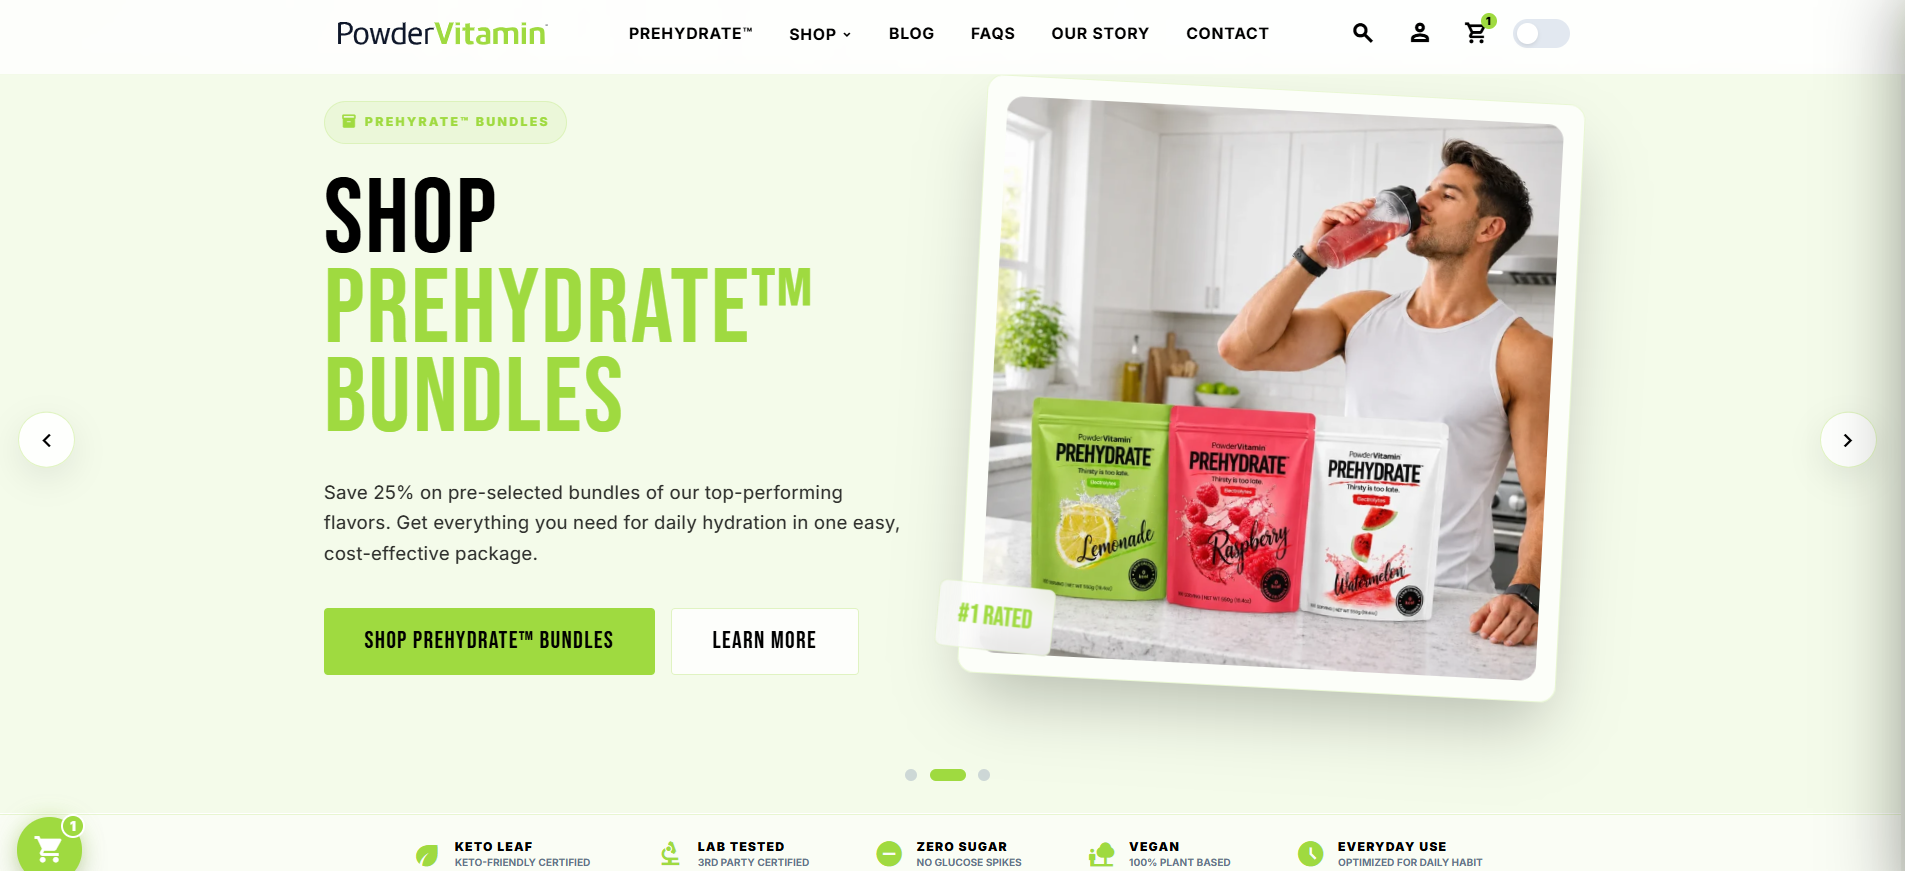 PowderVitamin
PREHYDRATE™
SHOP
BLOG
FAQS
OUR STORY
CONTACT
1
PREHYRATE™ BUNDLES
SHOP
PREHYDRATE™
BUNDLES
Save 25% on pre-selected bundles of our top-performing
flavors. Get everything you need for daily hydration in one easy,
cost-effective package.
SHOP PREHYDRATE™ BUNDLES
LEARN MORE
PowderVitamin
PREHYDRATE
Thirsty is too late.
Electrolytes
Lemonade
PowderVitamin
PREHYDRATE
Thirsty is too late.
Electrolytes
Raspberry
PowderVitamin
PREHYDRATE
Thirsty is too late.
Electrolytes
Watermelon
#1 RATED
1
KETO LEAF
KETO-FRIENDLY CERTIFIED
LAB TESTED
3RD PARTY CERTIFIED
ZERO SUGAR
NO GLUCOSE SPIKES
VEGAN
100% PLANT BASED
EVERYDAY USE
OPTIMIZED FOR DAILY HABIT